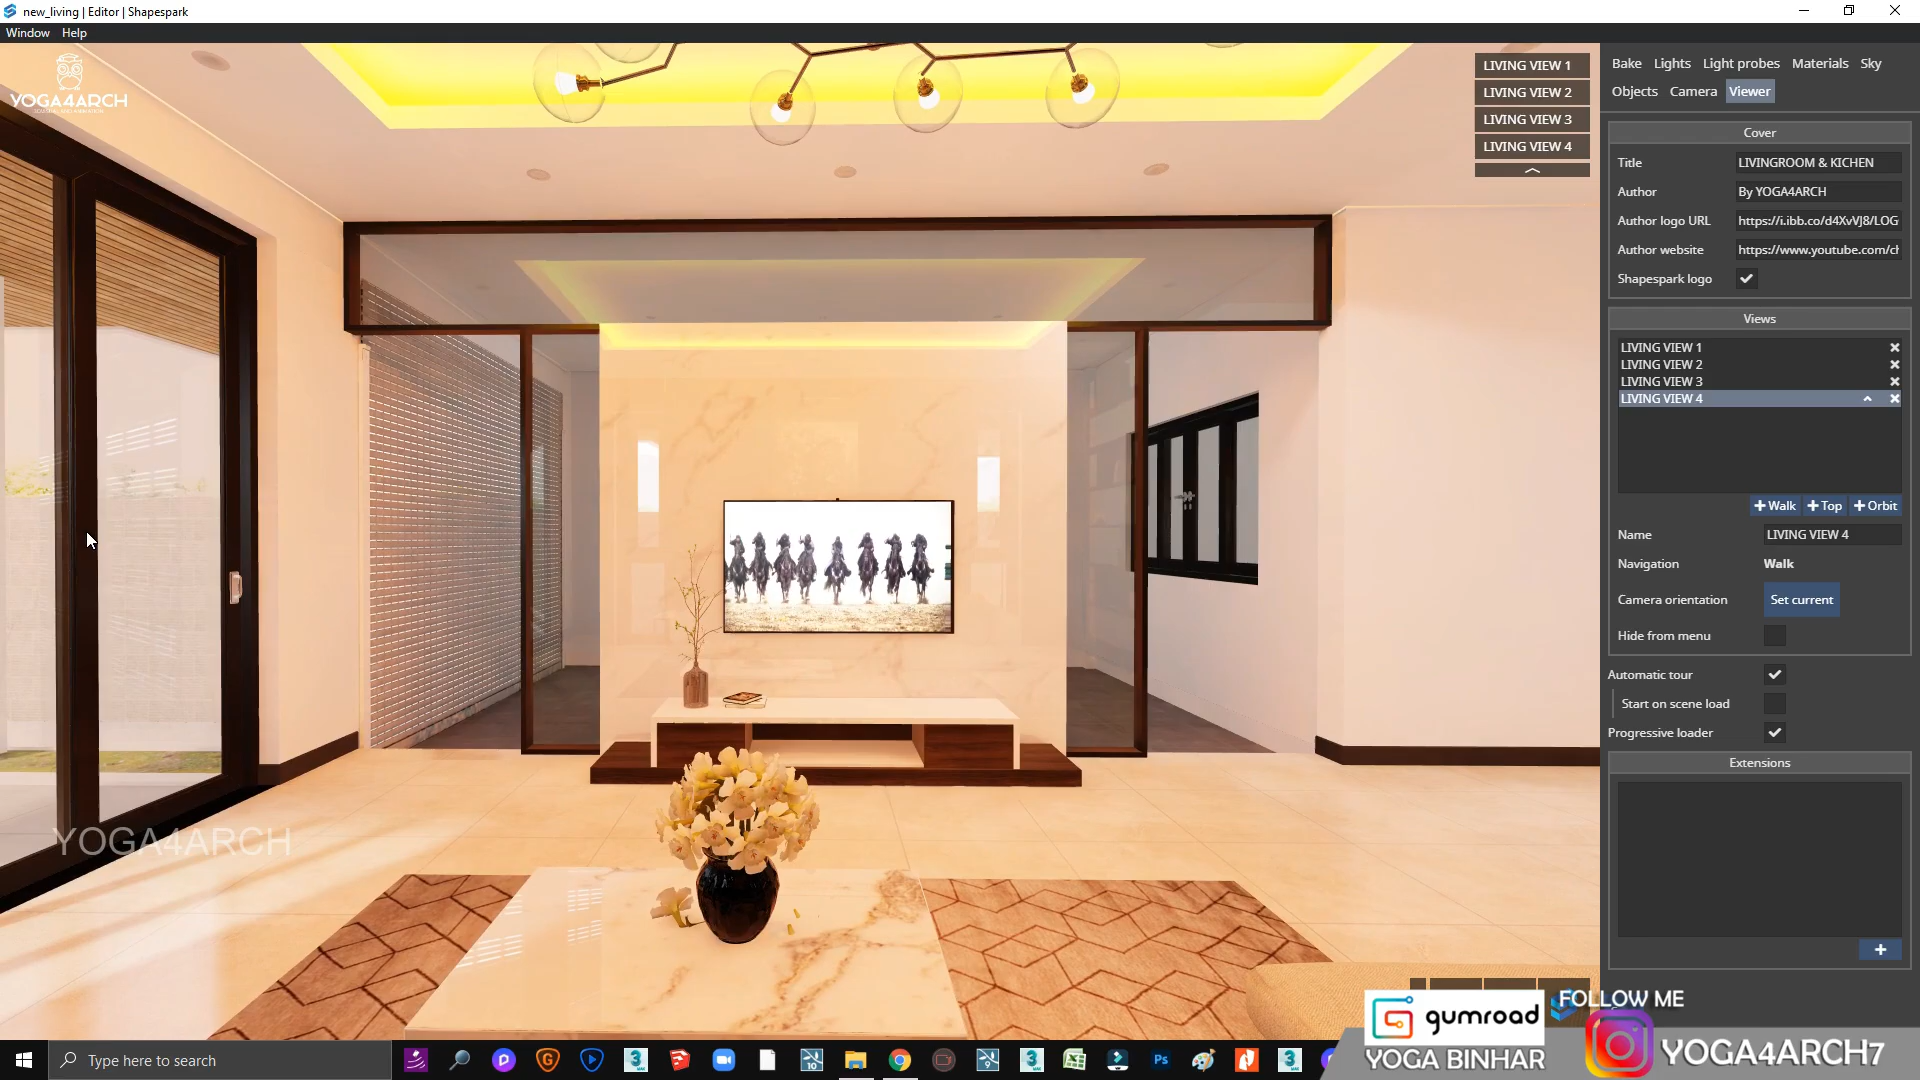 new_living | Editor | Shapespark
Window Help
YOGA4ARCH
LIVING VIEW 1
LIVING VIEW 2
LIVING VIEW 3
LIVING VIEW 4
Bake Lights Light probes Materials Sky
Objects Camera Viewer
Cover
Title LIVINGROOM & KICHEN
Author By YOGA4ARCH
Author logo URL https://i.ibb.co/d4XvVJ8/LOG
Author website https://www.youtube.com/cl
Shapespark logo
Views
LIVING VIEW 1
LIVING VIEW 2
LIVING VIEW 3
LIVING VIEW 4
Walk Top Orbit
Name LIVING VIEW 4
Navigation Walk
Camera orientation Set current
Hide from menu
Automatic tour
Start on scene load
Progressive loader
Extensions
YOGA4ARCH
gumroad
YOGA BINHAR
FOLLOW ME
YOGA4ARCH7
Type here to search